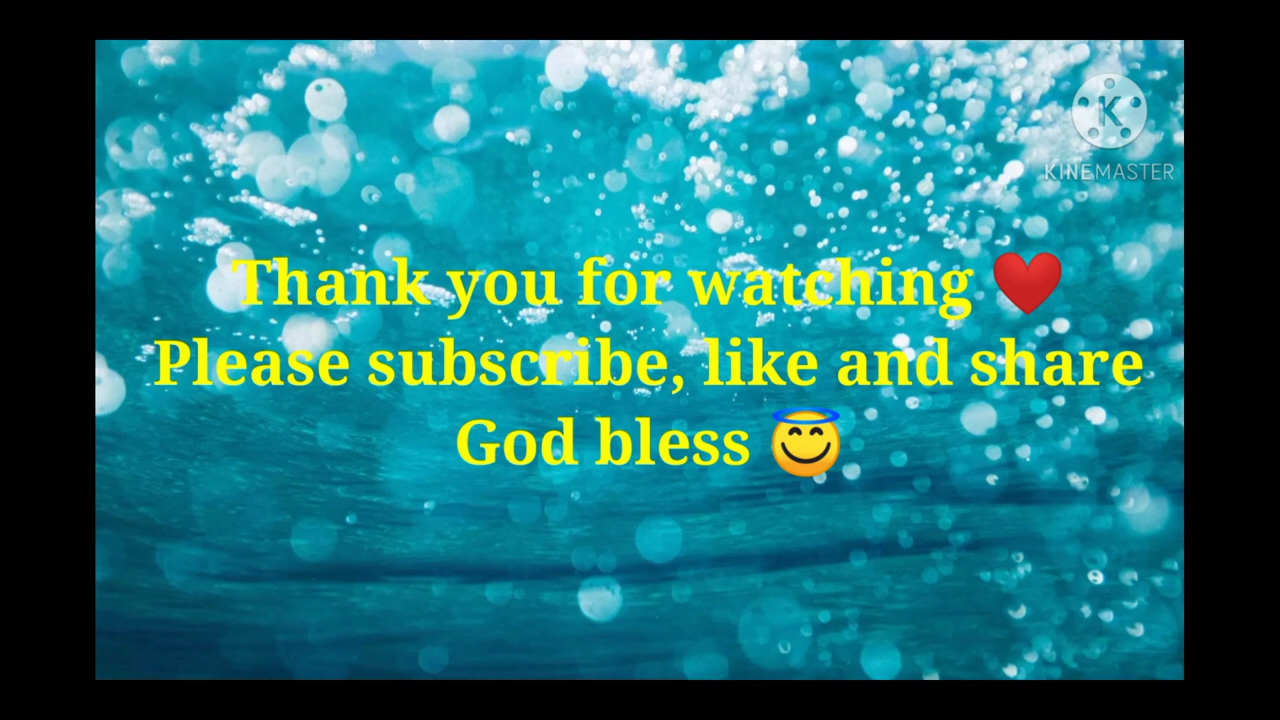 K
KINEMASTER
Thank you for watching ❤️
Please subscribe, like and share
God bless 😇